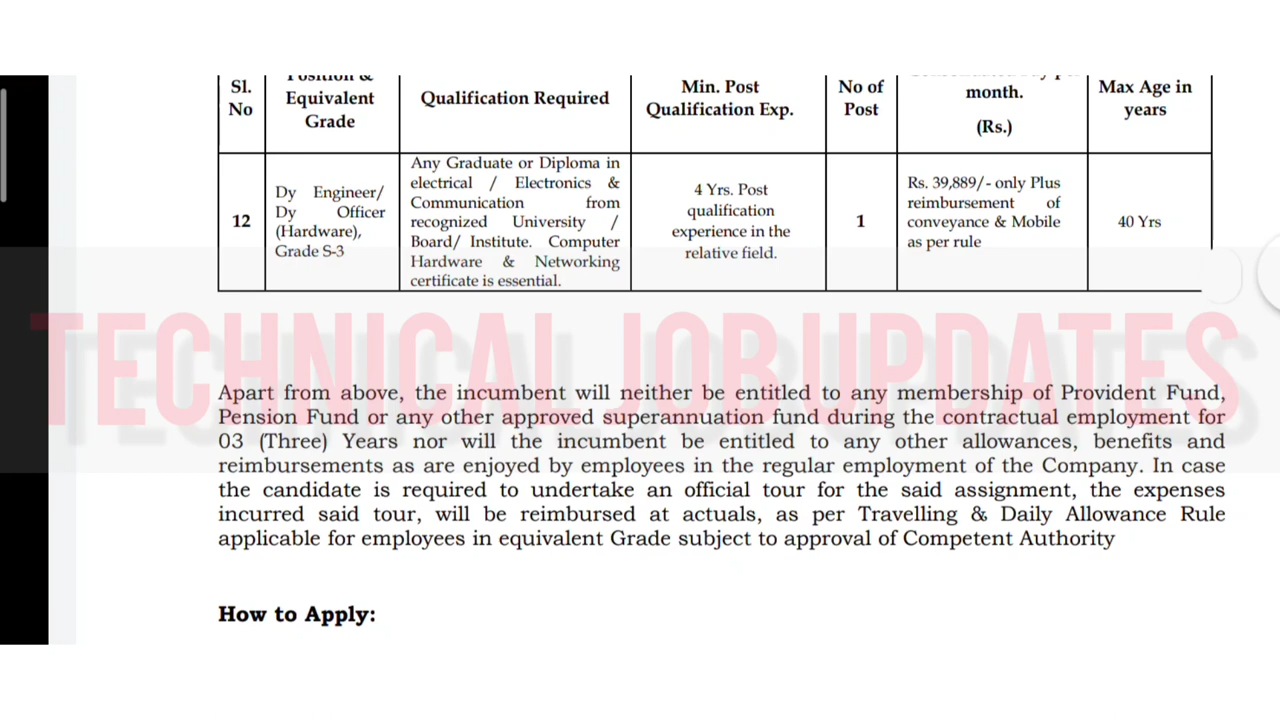 Sl.
No
Position &
Equivalent
Grade
Qualification Required
Min. Post
Qualification Exp.
No of
Post
month.
(Rs.)
Max Age in
years
12
Dy Engineer/
Dy Officer
(Hardware),
Grade S-3
Any Graduate or Diploma in
electrical / Electronics &
Communication from
recognized University /
Board/ Institute. Computer
Hardware & Networking
certificate is essential.
4 Yrs. Post
qualification
experience in the
relative field.
1
Rs. 39,889/- only Plus
reimbursement of
conveyance & Mobile
as per rule
40 Yrs
TECHNICAL JOB UPDATES
Apart from above, the incumbent will neither be entitled to any membership of Provident Fund,
Pension Fund or any other approved superannuation fund during the contractual employment for
03 (Three) Years nor will the incumbent be entitled to any other allowances, benefits and
reimbursements as are enjoyed by employees in the regular employment of the Company. In case
the candidate is required to undertake an official tour for the said assignment, the expenses
incurred said tour, will be reimbursed at actuals, as per Travelling & Daily Allowance Rule
applicable for employees in equivalent Grade subject to approval of Competent Authority
How to Apply: